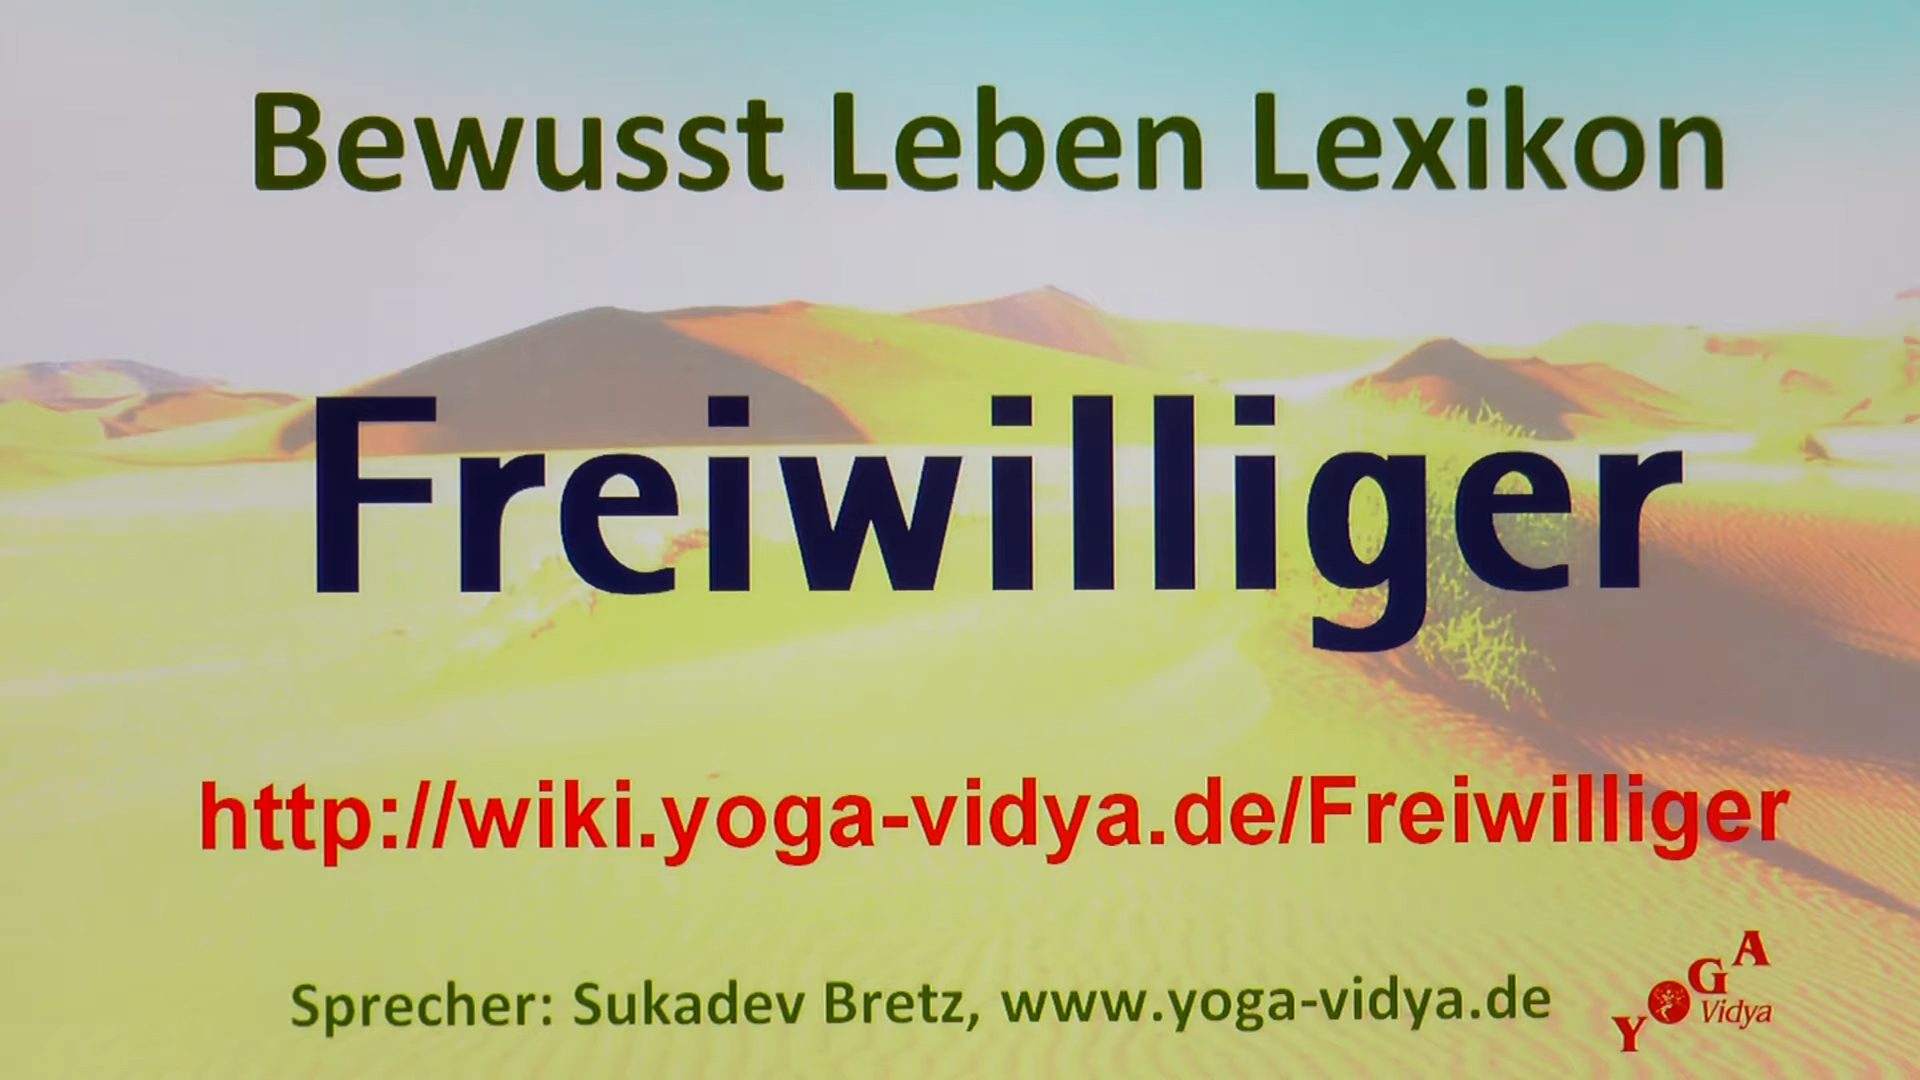 Bewusst Leben Lexikon
Freiwilliger
http://wiki.yoga-vidya.de/Freiwilliger
Sprecher: Sukadev Bretz, www.yoga-vidya.de
YOGA
Vidya